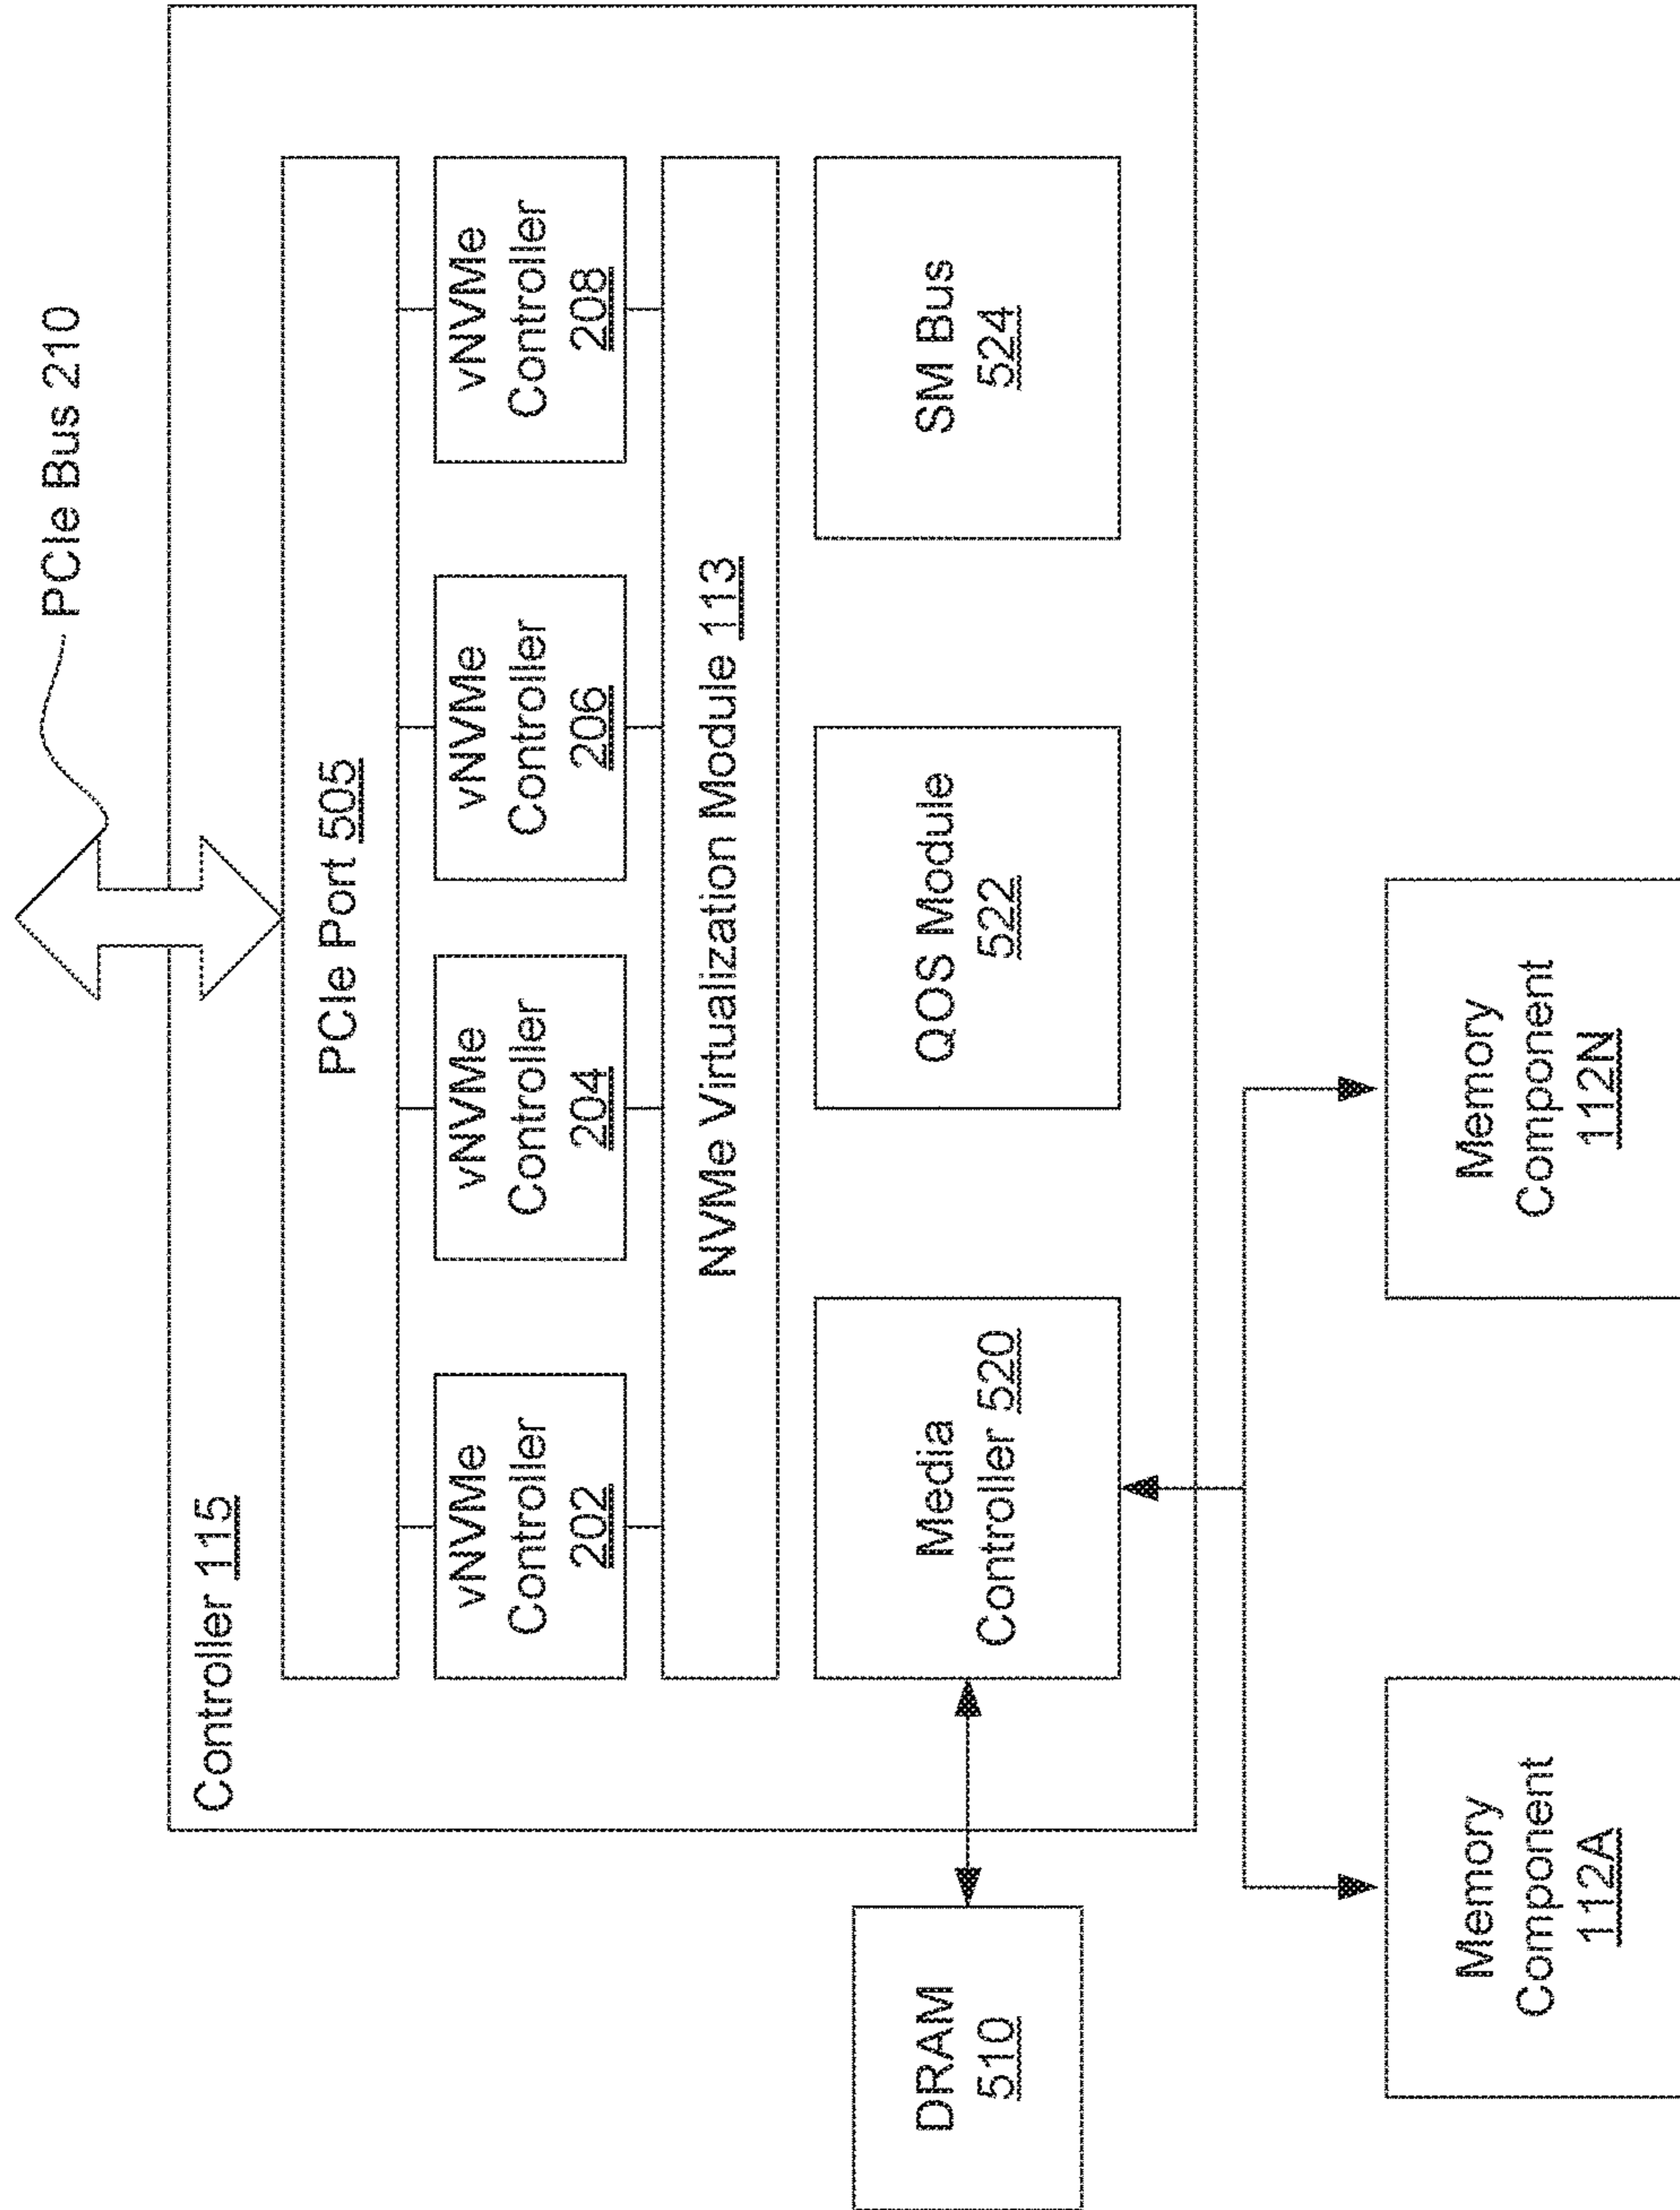 PCIe Bus 210
Controller 115
PCIe Port 505
vNVMe
Controller
202
vNVMe
Controller
204
vNVMe
Controller
206
vNVMe
Controller
208
NVMe Virtualization Module 113
Media
Controller 520
QOS Module
522
SM Bus
524
DRAM
510
Memory
Component
112A
Memory
Component
112N